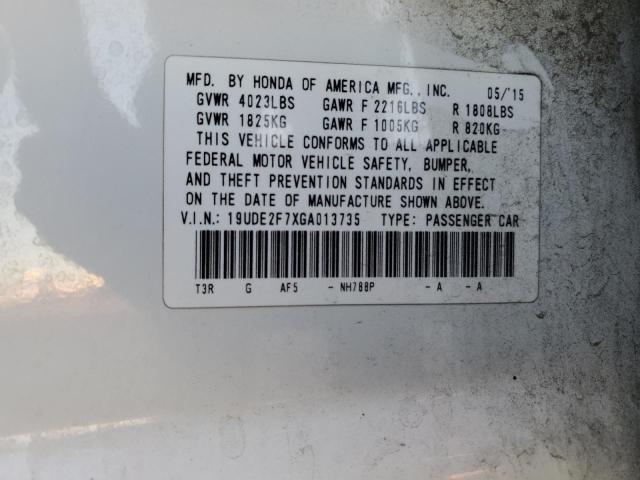 MFD. BY HONDA OF AMERICA MFG., INC. 05/'15
GVWR 4023LBS GAWR F 2216LBS R 1808LBS
GVWR 1825KG GAWR F 1005KG R 820KG
THIS VEHICLE CONFORMS TO ALL APPLICABLE
FEDERAL MOTOR VEHICLE SAFETY, BUMPER,
AND THEFT PREVENTION STANDARDS IN EFFECT
ON THE DATE OF MANUFACTURE SHOWN ABOVE.
V.I.N.: 19UDE2F7XGA013735 TYPE: PASSENGER CAR
T3R G AF5 - NH788P - A - A